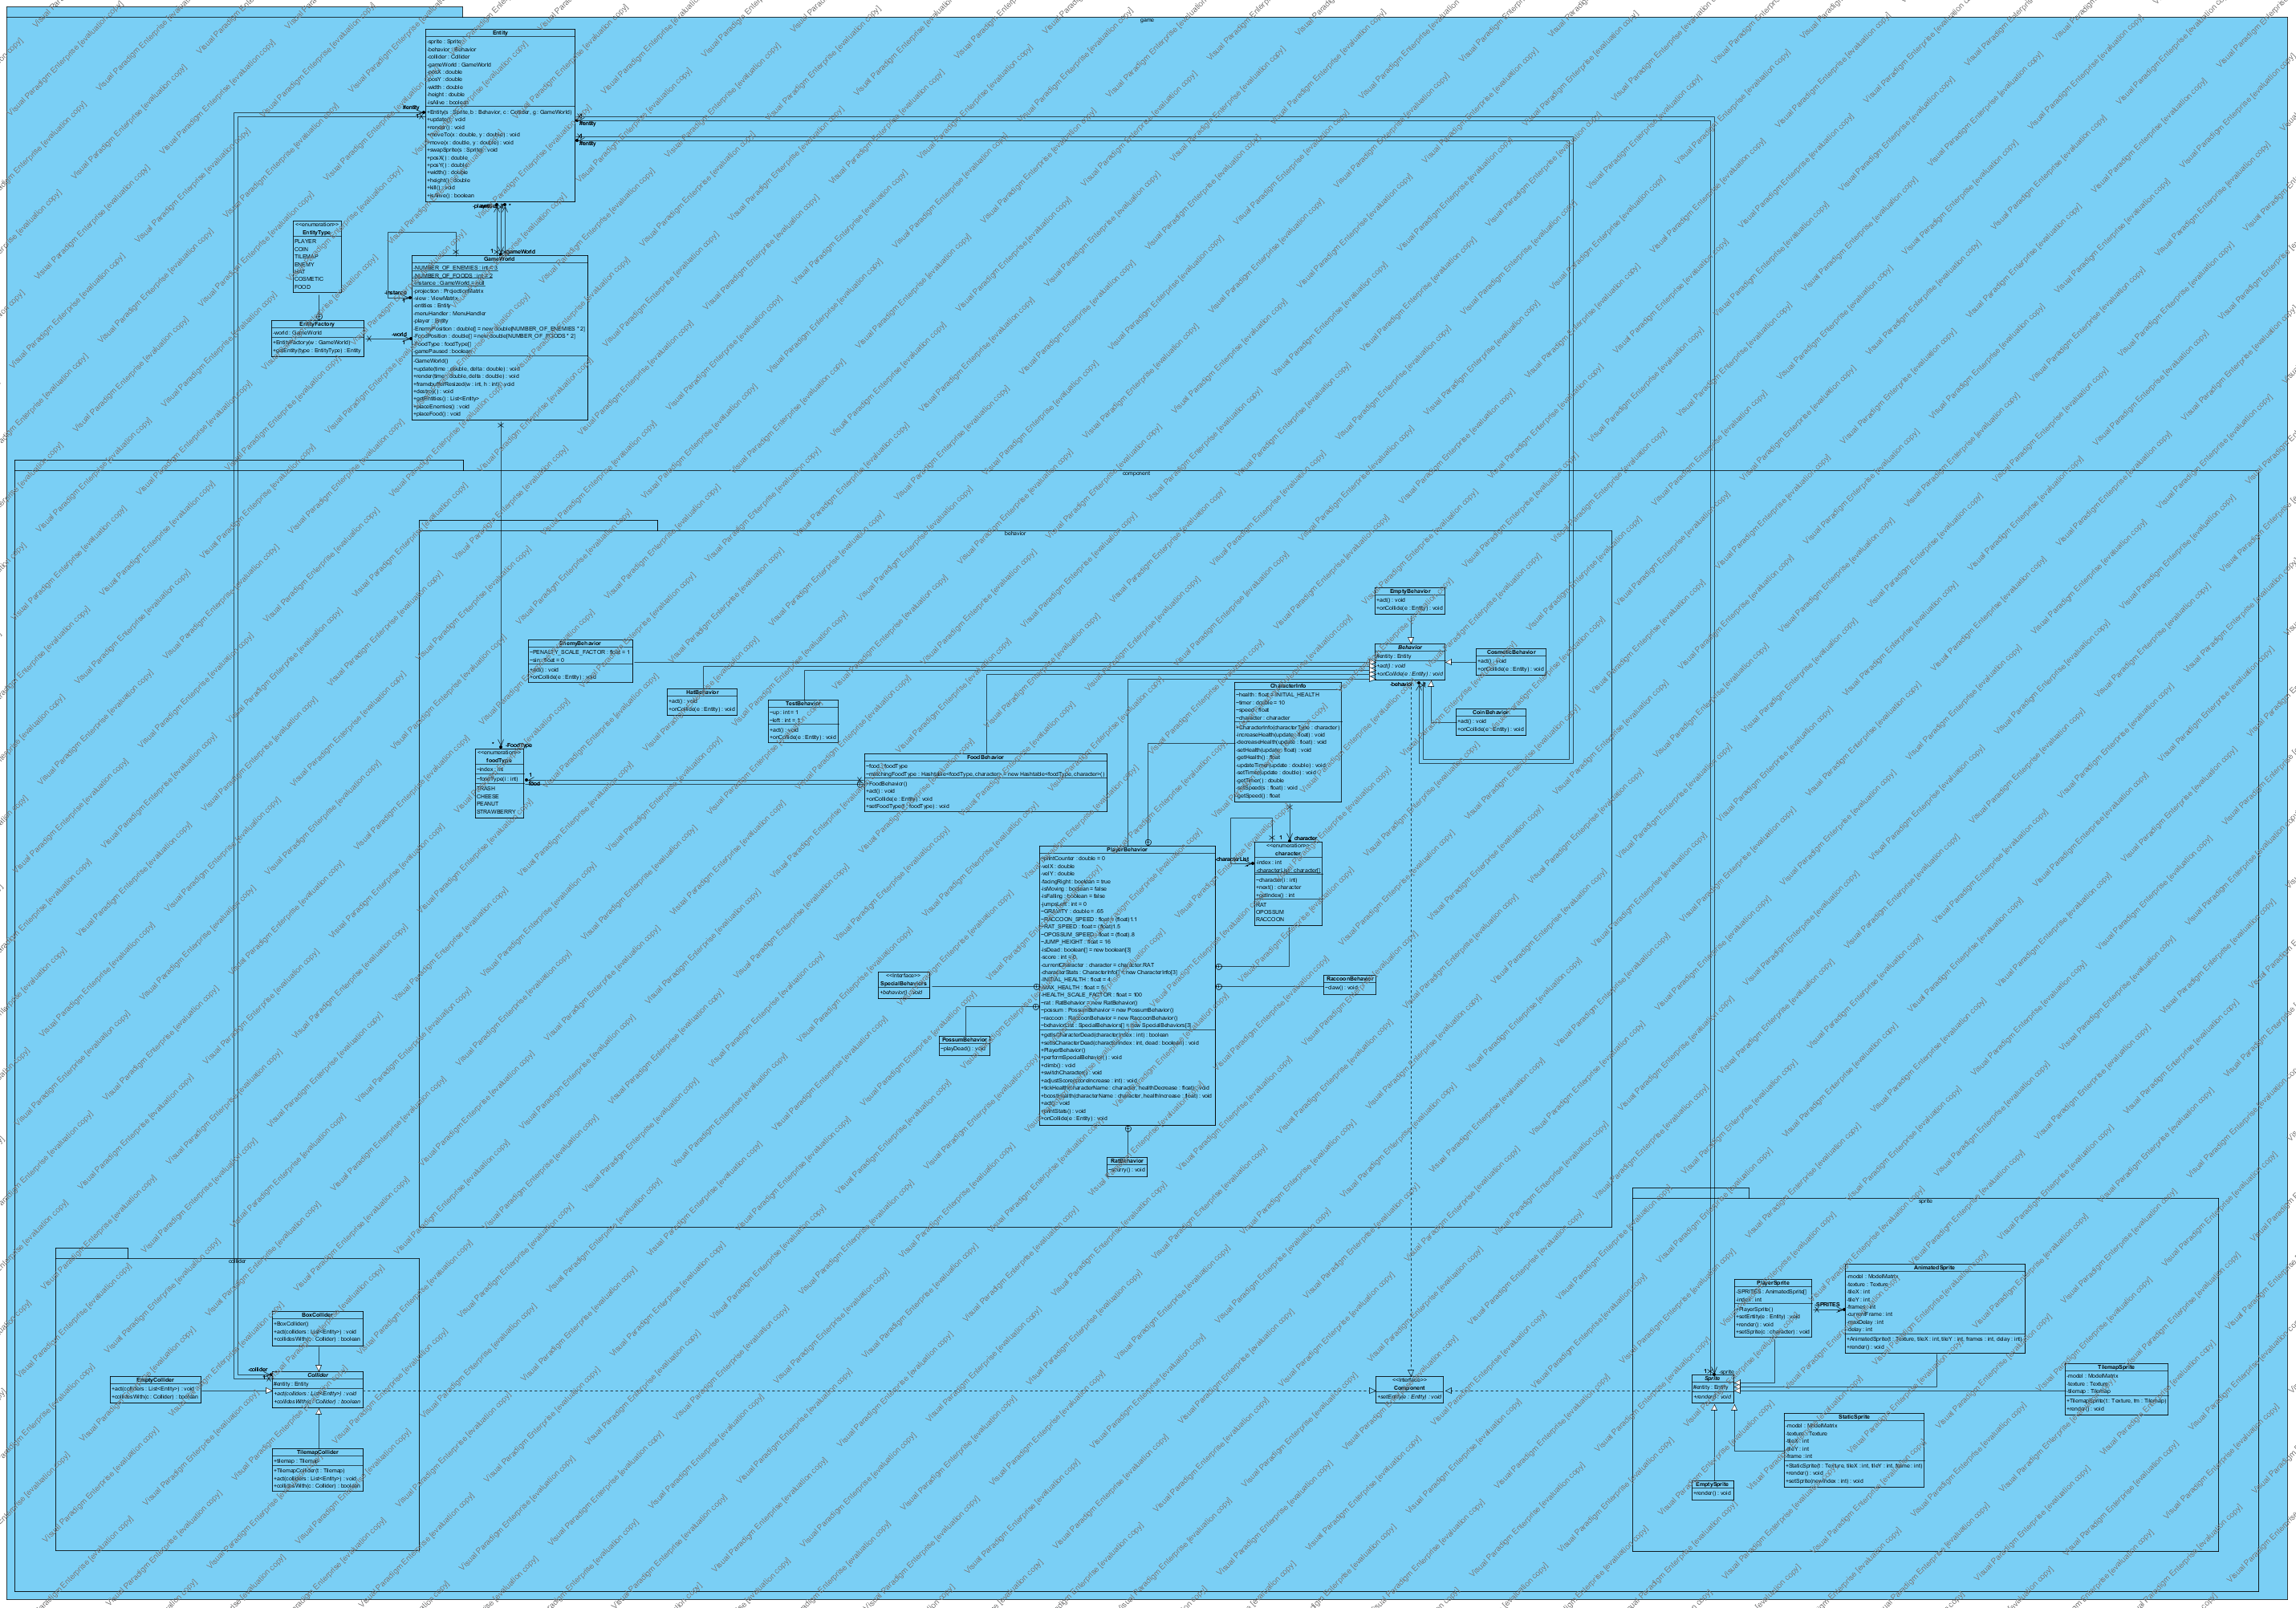 game
Entity
-sprite : Sprite
-behavior : Behavior
-collider : Collider
-gameWorld : GameWorld
-posX : double
-posY : double
-width : double
-height : double
-isAlive : boolean
+Entity(s : Sprite, b : Behavior, c : Collider, g : GameWorld)
+update() : void
+render() : void
+moveTo(x : double, y : double) : void
+move(x : double, y : double) : void
+swapSprite(s : Sprite) : void
+posX() : double
+posY() : double
+width() : double
+height() : double
+kill() : void
+isAlive() : boolean
#entity
#entity
#entity
<<enumeration>>
EntityType
PLAYER
COIN
TILEMAP
ENEMY
HAT
COSMETIC
FOOD
EntityFactory
-world : GameWorld
+EntityFactory(w : GameWorld)
+getEntity(type : EntityType) : Entity
-world
-instance
-gameWorld
GameWorld
-NUMBER_OF_ENEMIES : int = 3
-NUMBER_OF_FOODS : int = 2
-instance : GameWorld = null
-projection : ProjectionMatrix
-view : ViewMatrix
-entities : Entity
-menuHandler : MenuHandler
-player : Entity
-EnemyPosition : double[] = new double[NUMBER_OF_ENEMIES * 2]
-FoodPosition : double[] = new double[NUMBER_OF_FOODS * 2]
-FoodType : foodType[]
-gamePaused : boolean
-GameWorld()
+update(time : double, delta : double) : void
+render(time : double, delta : double) : void
+framebufferResized(w : int, h : int) : void
+destroy() : void
+getEntities() : List<Entity>
+placeEnemies() : void
+placeFood() : void
component
behavior
EmptyBehavior
+act() : void
+onCollide(e : Entity) : void
Behavior
#entity : Entity
+act() : void
+onCollide(e : Entity) : void
-behavior
CosmeticBehavior
+act() : void
+onCollide(e : Entity) : void
CoinBehavior
+act() : void
+onCollide(e : Entity) : void
EnemyBehavior
~PENALTY_SCALE_FACTOR : float = 1
~sin : float = 0
+act() : void
+onCollide(e : Entity) : void
HatBehavior
+act() : void
+onCollide(e : Entity) : void
TestBehavior
~up : int = 1
~left : int = 1
+act() : void
+onCollide(e : Entity) : void
CharacterInfo
~health : float = INITIAL_HEALTH
~timer : double = 10
~speed : float
~character : character
+CharacterInfo(characterType : character)
-increaseHealth(update : float) : void
-decreaseHealth(update : float) : void
-setHealth(update : float) : void
-getHealth() : float
-updateTimer(update : double) : void
-setTimer(update : double) : void
-getTimer() : double
-setSpeed(s : float) : void
-getSpeed() : float
-FoodType
<<enumeration>>
foodType
~index : int
~foodType(i : int)
TRASH
CHEESE
PEANUT
STRAWBERRY
~food
FoodBehavior
~food : foodType
~matchingFoodType : Hashtable<foodType, character> = new Hashtable<foodType, character>()
+FoodBehavior()
+act() : void
+onCollide(e : Entity) : void
+setFoodType(f : foodType) : void
1 ~character
-characterList
<<enumeration>>
character
-index : int
-characterList : character[]
~character(i : int)
+next() : character
+getIndex() : int
RAT
OPOSSUM
RACCOON
PlayerBehavior
-printCounter : double = 0
-velX : double
-velY : double
-facingRight : boolean = true
-isMoving : boolean = false
-isFalling : boolean = false
-jumpsLeft : int = 0
~GRAVITY : double = .65
~RACCOON_SPEED : float = (float)1.1
~RAT_SPEED : float = (float)1.5
~OPOSSUM_SPEED : float = (float).8
~JUMP_HEIGHT : float = 16
-isDead : boolean[] = new boolean[3]
-score : int = 0
-currentCharacter : character = character.RAT
-characterStats : CharacterInfo[] = new CharacterInfo[3]
-INITIAL_HEALTH : float = 4
-MAX_HEALTH : float = 5
-HEALTH_SCALE_FACTOR : float = 100
~rat : RatBehavior = new RatBehavior()
~possum : PossumBehavior = new PossumBehavior()
~raccoon : RaccoonBehavior = new RaccoonBehavior()
~behaviorList : SpecialBehaviors[] = new SpecialBehaviors[3]
+getIsCharacterDead(characterIndex : int) : boolean
+setIsCharacterDead(characterIndex : int, dead : boolean) : void
+PlayerBehavior()
+performSpecialBehavior() : void
+climb() : void
+switchCharacter() : void
+adjustScore(scoreIncrease : int) : void
+tickHealth(characterName : character, healthDecrease : float) : void
+boostHealth(characterName : character, healthIncrease : float) : void
+act() : void
+printStats() : void
+onCollide(e : Entity) : void
<<Interface>>
SpecialBehaviors
+behavior() : void
PossumBehavior
~playDead() : void
RaccoonBehavior
~claw() : void
RatBehavior
~scurry() : void
collider
BoxCollider
+BoxCollider()
+act(colliders : List<Entity>) : void
+collidesWith(c : Collider) : boolean
-collider
Collider
#entity : Entity
+act(colliders : List<Entity>) : void
+collidesWith(c : Collider) : boolean
EmptyCollider
+act(colliders : List<Entity>) : void
+collidesWith(c : Collider) : boolean
TilemapCollider
+tilemap : Tilemap
+TilemapCollider(t : Tilemap)
+act(colliders : List<Entity>) : void
+collidesWith(c : Collider) : boolean
<<Interface>>
Component
+setEntity(e : Entity) : void
sprite
PlayerSprite
-SPRITES : AnimatedSprite[]
-index : int
+PlayerSprite()
+setEntity(e : Entity) : void
+render() : void
+setSprite(c : character) : void
-SPRITES
AnimatedSprite
-model : ModelMatrix
-texture : Texture
-tileX : int
-tileY : int
-frames : int
-currentFrame : int
-maxDelay : int
-delay : int
+AnimatedSprite(t : Texture, tileX : int, tileY : int, frames : int, delay : int)
+render() : void
-sprite
Sprite
#entity : Entity
+render() : void
TilemapSprite
-model : ModelMatrix
-texture : Texture
-tilemap : Tilemap
+TilemapSprite(t : Texture, tm : Tilemap)
+render() : void
StaticSprite
-model : ModelMatrix
-texture : Texture
-tileX : int
-tileY : int
-frame : int
+StaticSprite(t : Texture, tileX : int, tileY : int, frame : int)
+render() : void
+setSprite(newIndex : int) : void
EmptySprite
+render() : void
Visual Paradigm Enterprise [evaluation copy]